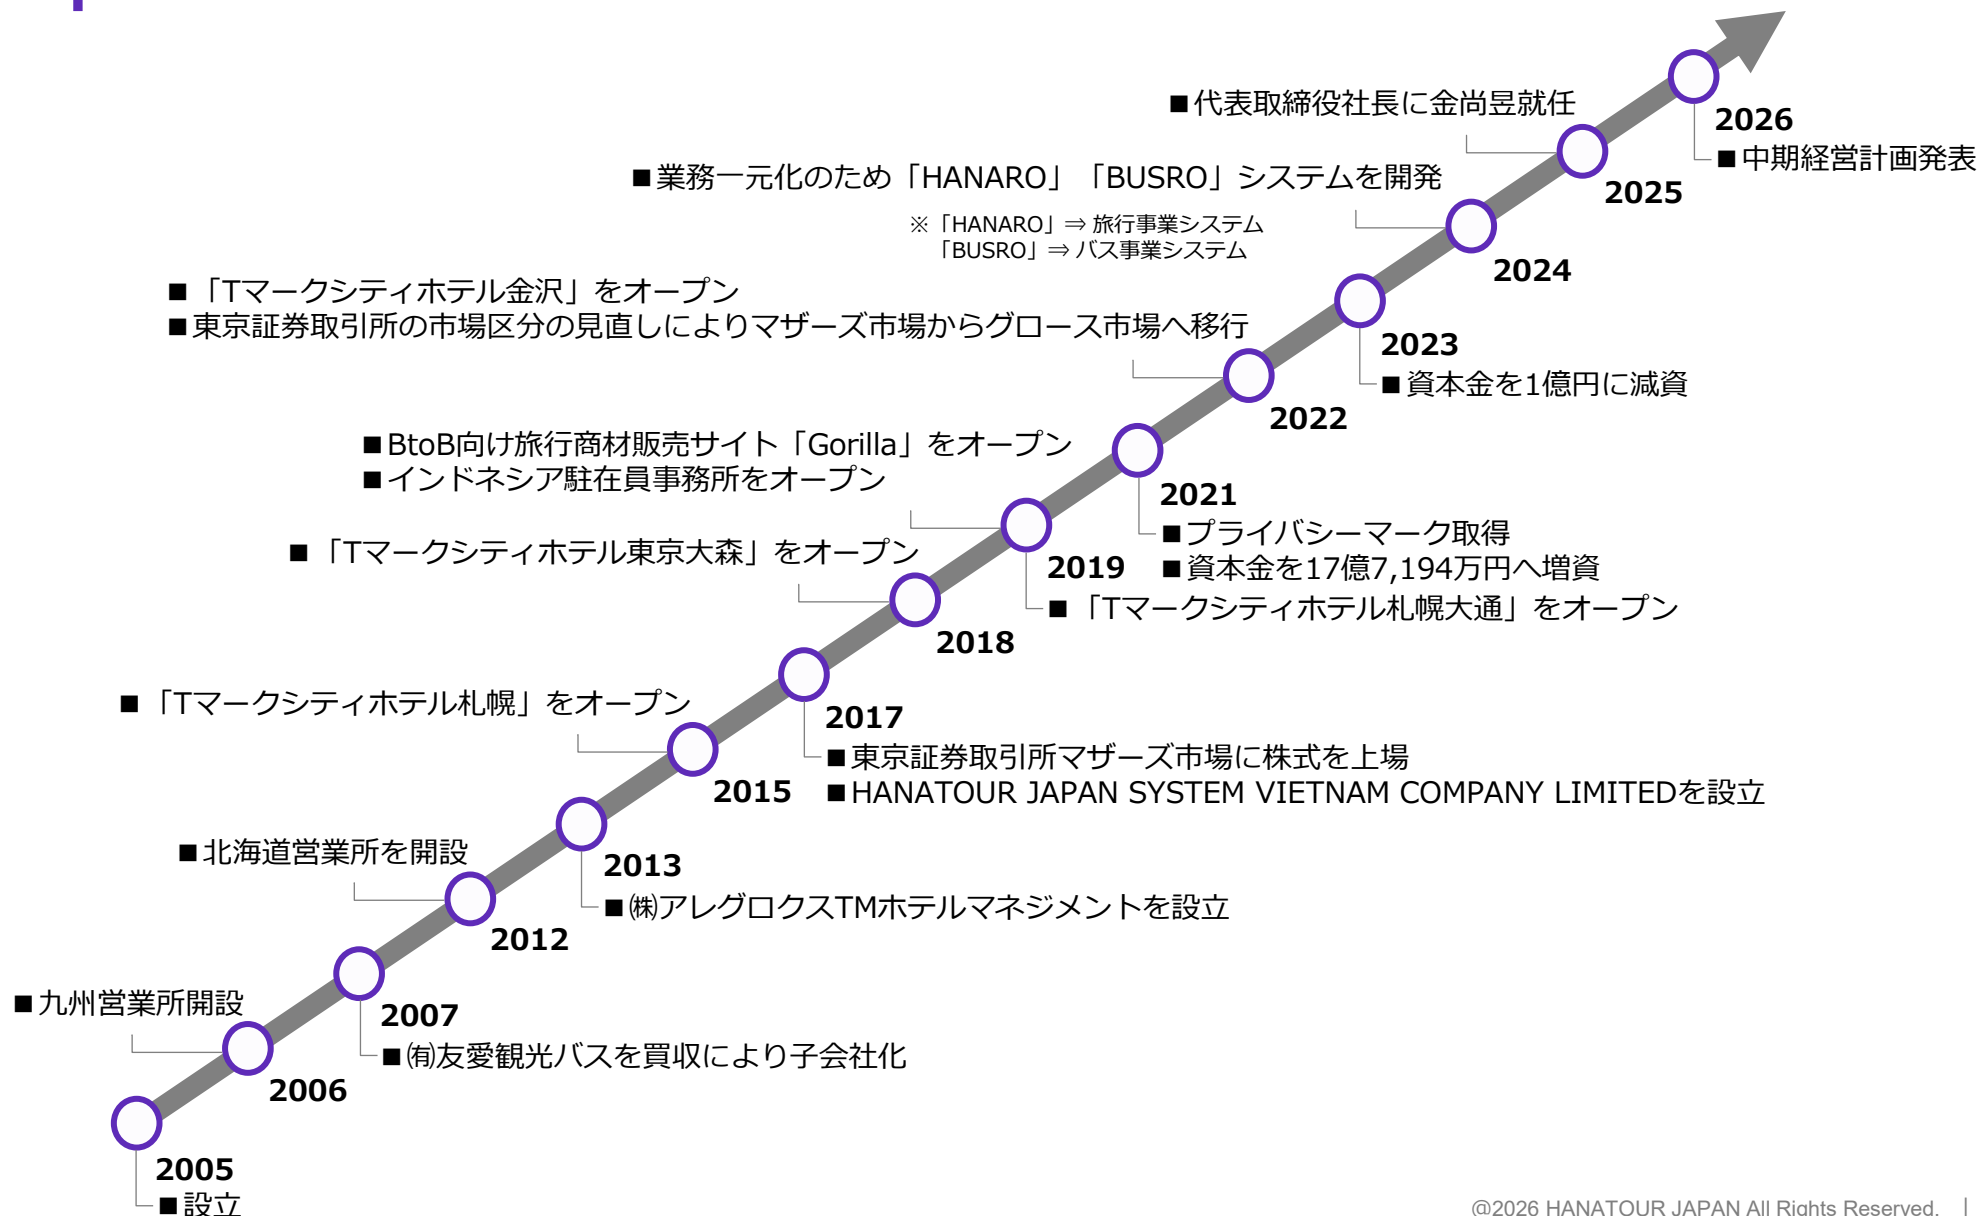 ■代表取締役社長に金尚昱就任
2026
■中期経営計画発表
■業務一元化のため「HANARO」「BUSRO」システムを開発
2025
※「HANARO」⇒ 旅行事業システム
「BUSRO」⇒ バス事業システム
2024
■「Tマークシティホテル金沢」をオープン
■東京証券取引所の市場区分の見直しによりマザーズ市場からグロース市場へ移行
2023
■資本金を1億円に減資
2022
■BtoB向け旅行商材販売サイト「Gorilla」をオープン
■インドネシア駐在員事務所をオープン
2021
■プライバシーマーク取得
■資本金を17億7,194万円へ増資
■「Tマークシティホテル東京大森」をオープン
2019
■「Tマークシティホテル札幌大通」をオープン
2018
■「Tマークシティホテル札幌」をオープン
2017
■東京証券取引所マザーズ市場に株式を上場
■HANATOUR JAPAN SYSTEM VIETNAM COMPANY LIMITEDを設立
2015
■北海道営業所を開設
2013
■㈱アレグロクスTMホテルマネジメントを設立
2012
■九州営業所開設
2007
■㈲友愛観光バスを買収により子会社化
2006
2005
■設立
@2026 HANATOUR JAPAN All Rights Reserved. |